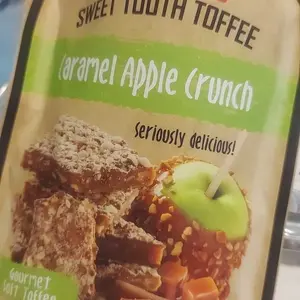 SWEET TOOTH TOFFEE
Caramel Apple Crunch
Seriously delicious!
Gourmet
Soft Toffee